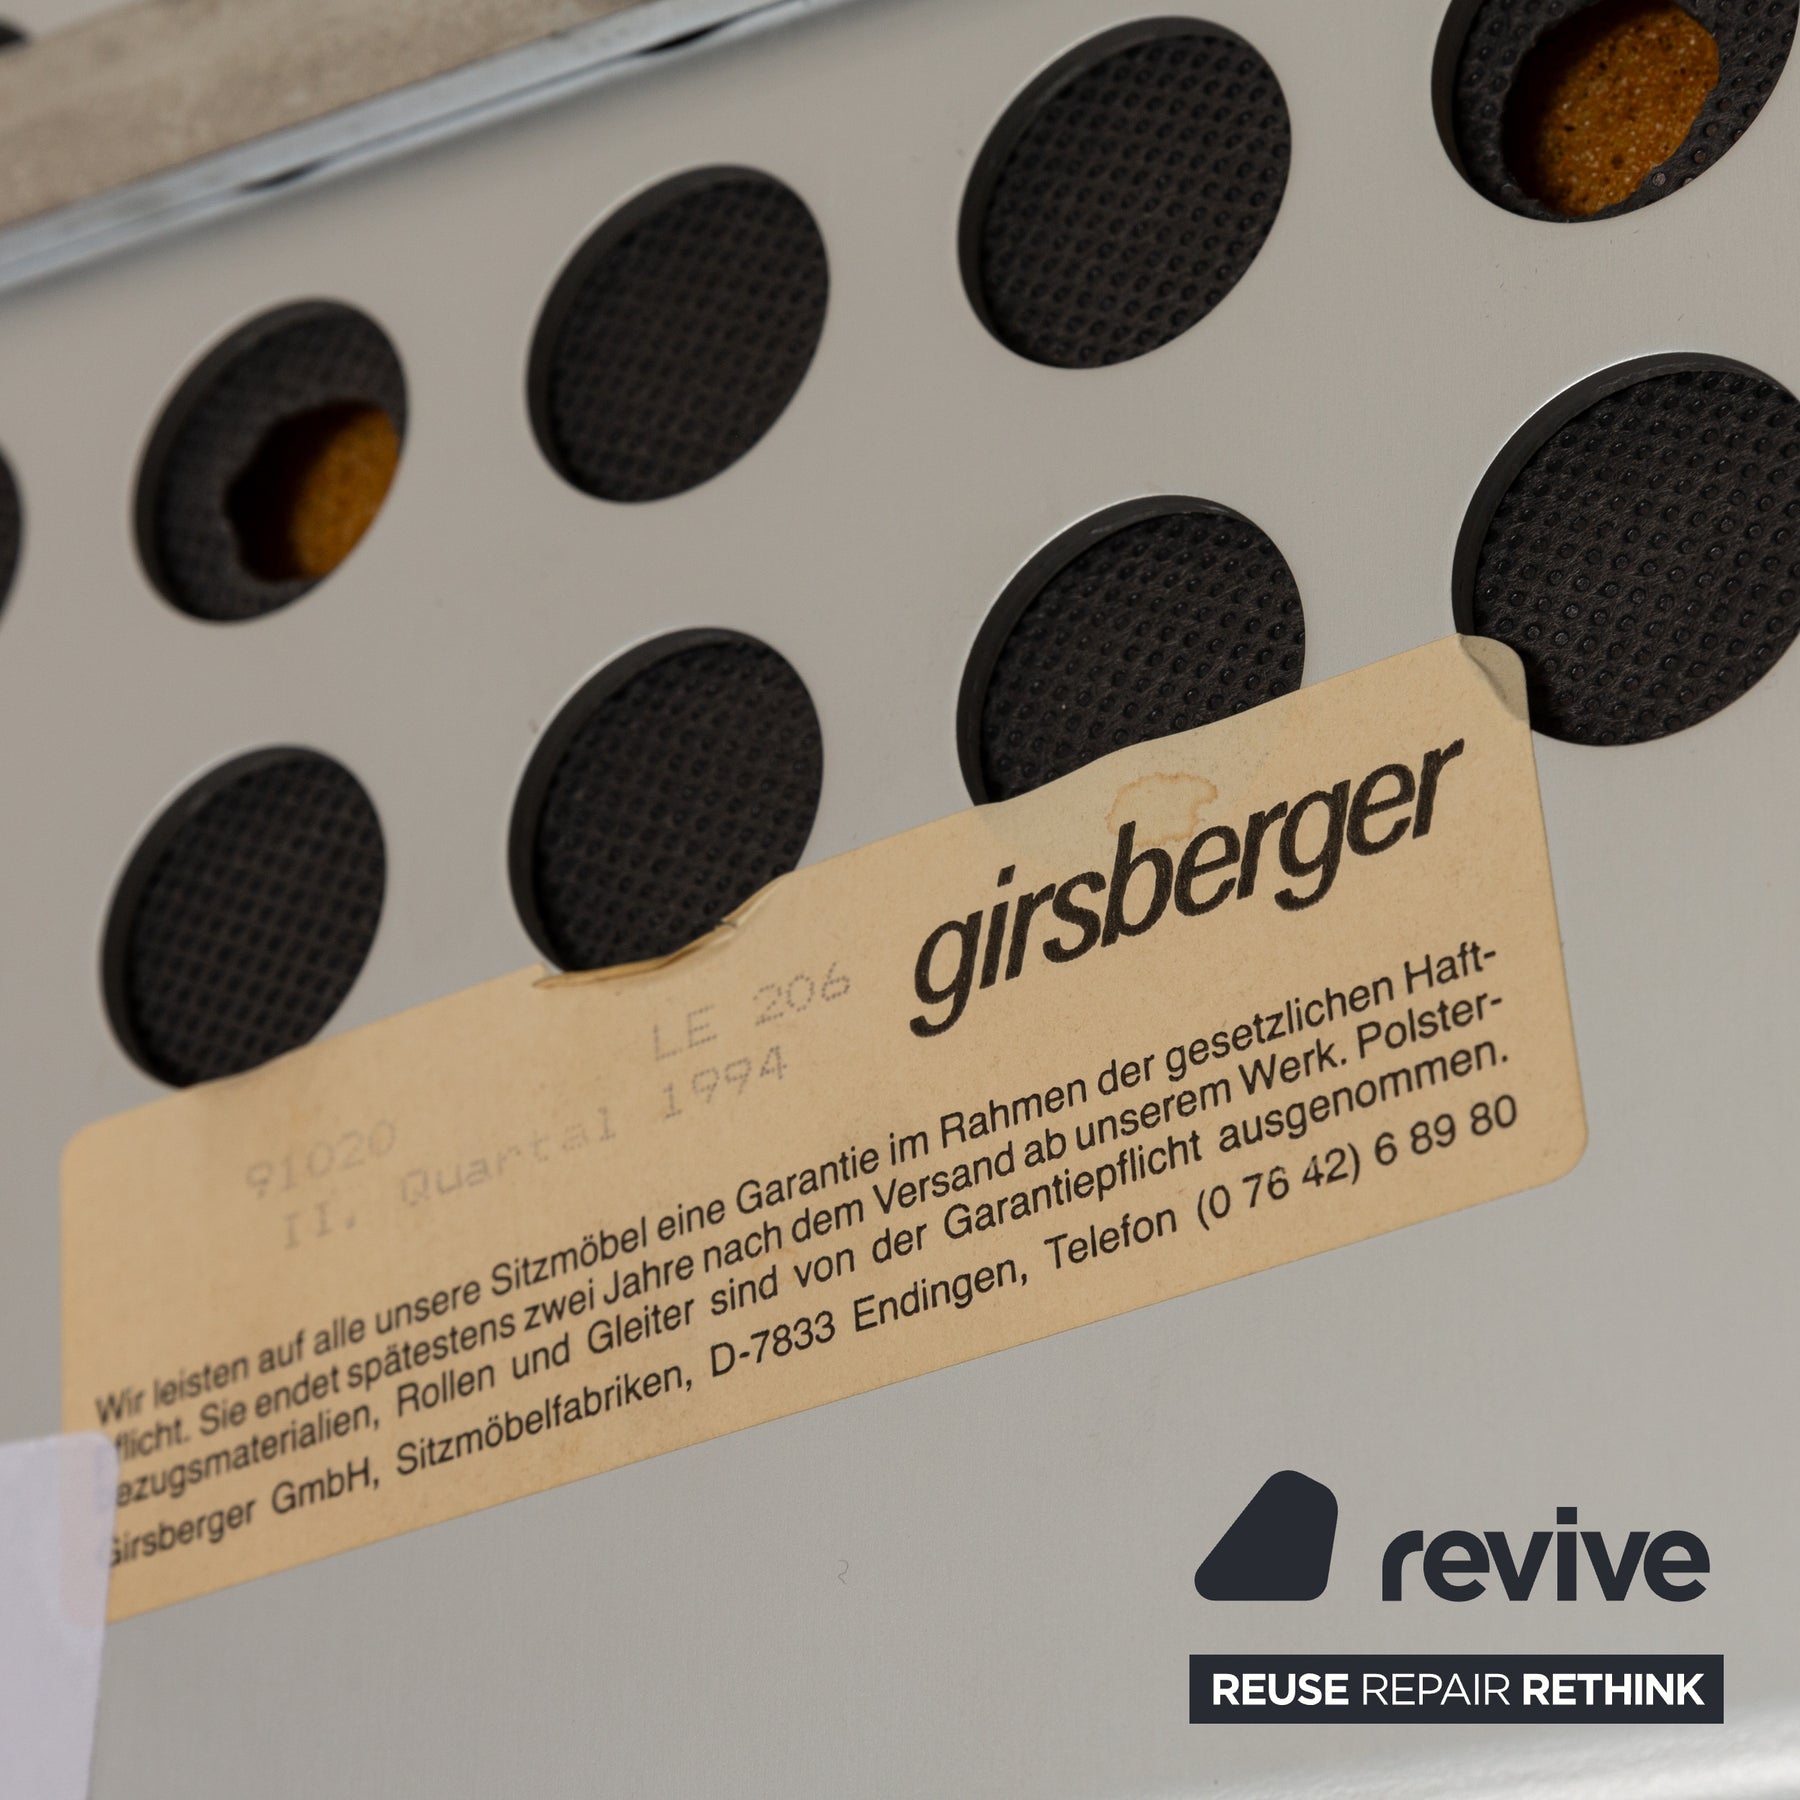 girsberger
LE 206
91020
II. Quartal 1994
Wir leisten auf alle unsere Sitzmöbel eine Garantie im Rahmen der gesetzlichen Haft-
flicht. Sie endet spätestens zwei Jahre nach dem Versand ab unserem Werk. Polster-
ezugsmaterialien, Rollen und Gleiter sind von der Garantiepflicht ausgenommen.
Girsberger GmbH, Sitzmöbelfabriken, D-7833 Endingen, Telefon (0 76 42) 6 89 80
revive
REUSE REPAIR RETHINK